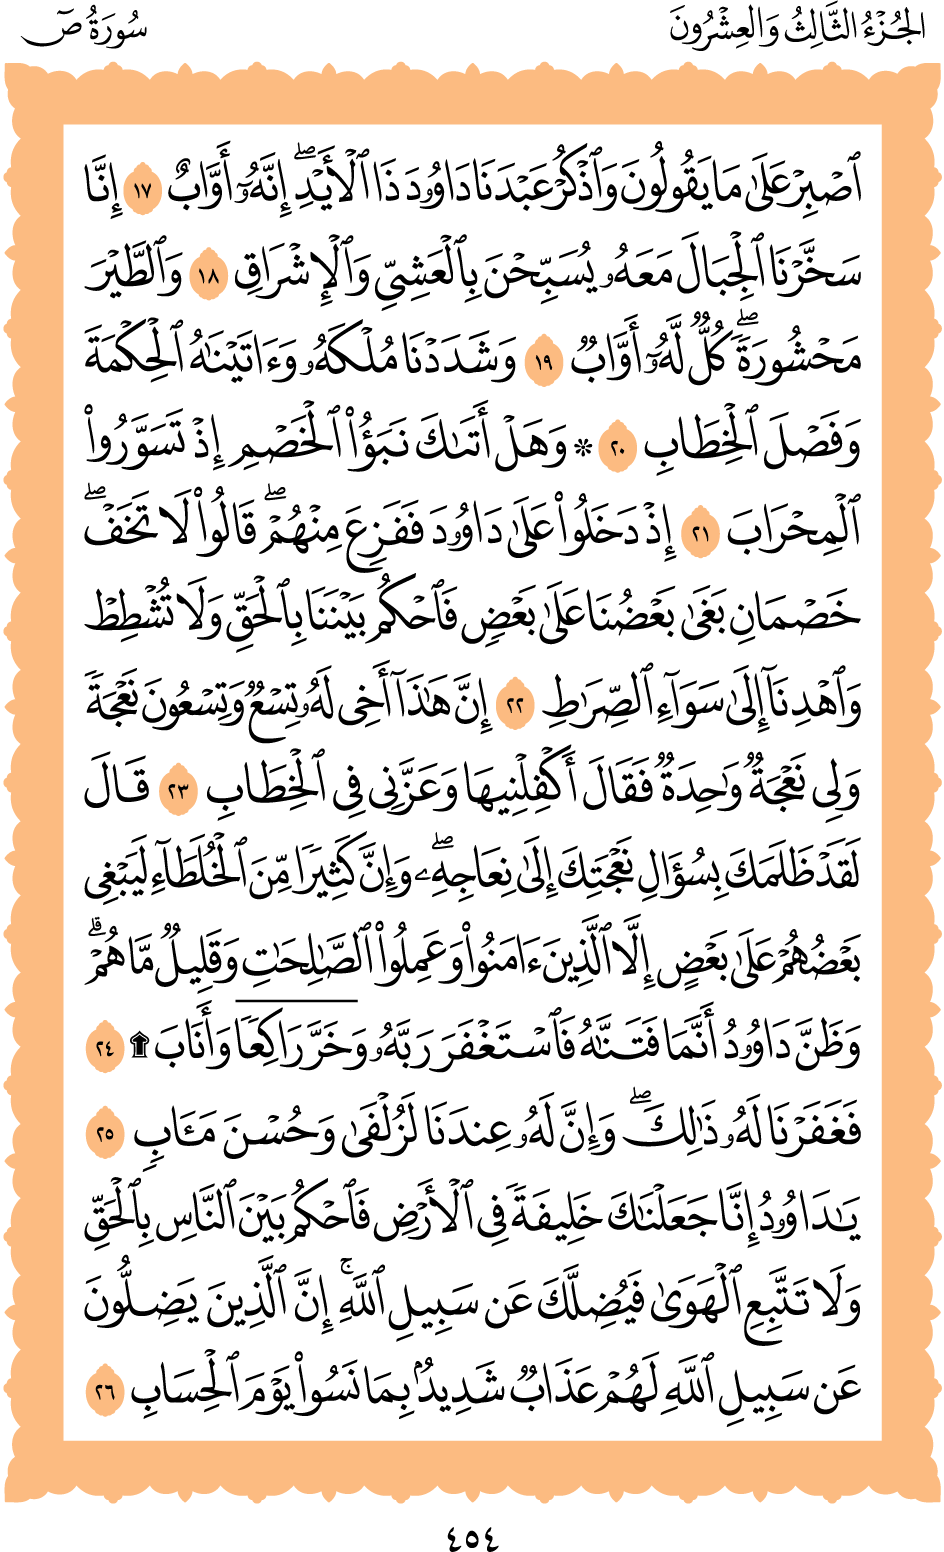 الجُزْءُ الثَّالِثُ وَالعِشْرُونَ
سُورَةُ صٓ
ٱصۡبِرۡ عَلَىٰ مَا يَقُولُونَ وَٱذۡكُرۡ عَبۡدَنَا دَاوُۥدَ ذَا ٱلۡأَيۡدِۖ إِنَّهُۥٓ أَوَّابٌ ١٧ إِنَّا
سَخَّرۡنَا ٱلۡجِبَالَ مَعَهُۥ يُسَبِّحۡنَ بِٱلۡعَشِيِّ وَٱلۡإِشۡرَاقِ ١٨ وَٱلطَّيۡرَ
مَحۡشُورَةٗۖ كُلّٞ لَّهُۥٓ أَوَّابٞ ١٩ وَشَدَدۡنَا مُلۡكَهُۥ وَءَاتَيۡنَٰهُ ٱلۡحِكۡمَةَ
وَفَصۡلَ ٱلۡخِطَابِ ٢٠ ۞ وَهَلۡ أَتَىٰكَ نَبَؤُاْ ٱلۡخَصۡمِ إِذۡ تَسَوَّرُواْ
ٱلۡمِحۡرَابَ ٢١ إِذۡ دَخَلُواْ عَلَىٰ دَاوُۥدَ فَفَزِعَ مِنۡهُمۡۖ قَالُواْ لَا تَخَفۡۖ
خَصۡمَانِ بَغَىٰ بَعۡضُنَا عَلَىٰ بَعۡضٖ فَٱحۡكُم بَيۡنَنَا بِٱلۡحَقِّ وَلَا تُشۡطِطۡ
وَٱهۡدِنَآ إِلَىٰ سَوَآءِ ٱلصِّرَٰطِ ٢٢ إِنَّ هَٰذَآ أَخِي لَهُۥ تِسۡعٞ وَتِسۡعُونَ نَعۡجَةٗ
وَلِيَ نَعۡجَةٞ وَٰحِدَةٞ فَقَالَ أَكۡفِلۡنِيهَا وَعَزَّنِي فِي ٱلۡخِطَابِ ٢٣ قَالَ
لَقَدۡ ظَلَمَكَ بِسُؤَالِ نَعۡجَتِكَ إِلَىٰ نِعَاجِهِۦۖ وَإِنَّ كَثِيرٗا مِّنَ ٱلۡخُلَطَآءِ لَيَبۡغِي
بَعۡضُهُمۡ عَلَىٰ بَعۡضٍ إِلَّا ٱلَّذِينَ ءَامَنُواْ وَعَمِلُواْ ٱلصَّٰلِحَٰتِ وَقَلِيلٞ مَّا هُمۡۗ
وَظَنَّ دَاوُۥدُ أَنَّمَا فَتَنَّٰهُ فَٱسۡتَغۡفَرَ رَبَّهُۥ وَخَرَّۤ رَاكِعٗاۤ وَأَنَابَ۩ ٢٤
فَغَفَرۡنَا لَهُۥ ذَٰلِكَۖ وَإِنَّ لَهُۥ عِندَنَا لَزُلۡفَىٰ وَحُسۡنَ مَـَٔابٖ ٢٥
يَٰدَاوُۥدُ إِنَّا جَعَلۡنَٰكَ خَلِيفَةٗ فِي ٱلۡأَرۡضِ فَٱحۡكُم بَيۡنَ ٱلنَّاسِ بِٱلۡحَقِّ
وَلَا تَتَّبِعِ ٱلۡهَوَىٰ فَيُضِلَّكَ عَن سَبِيلِ ٱللَّهِۚ إِنَّ ٱلَّذِينَ يَضِلُّونَ
عَن سَبِيلِ ٱللَّهِ لَهُمۡ عَذَابٞ شَدِيدُۢ بِمَا نَسُواْ يَوۡمَ ٱلۡحِسَابِ ٢٦
٤٥٤